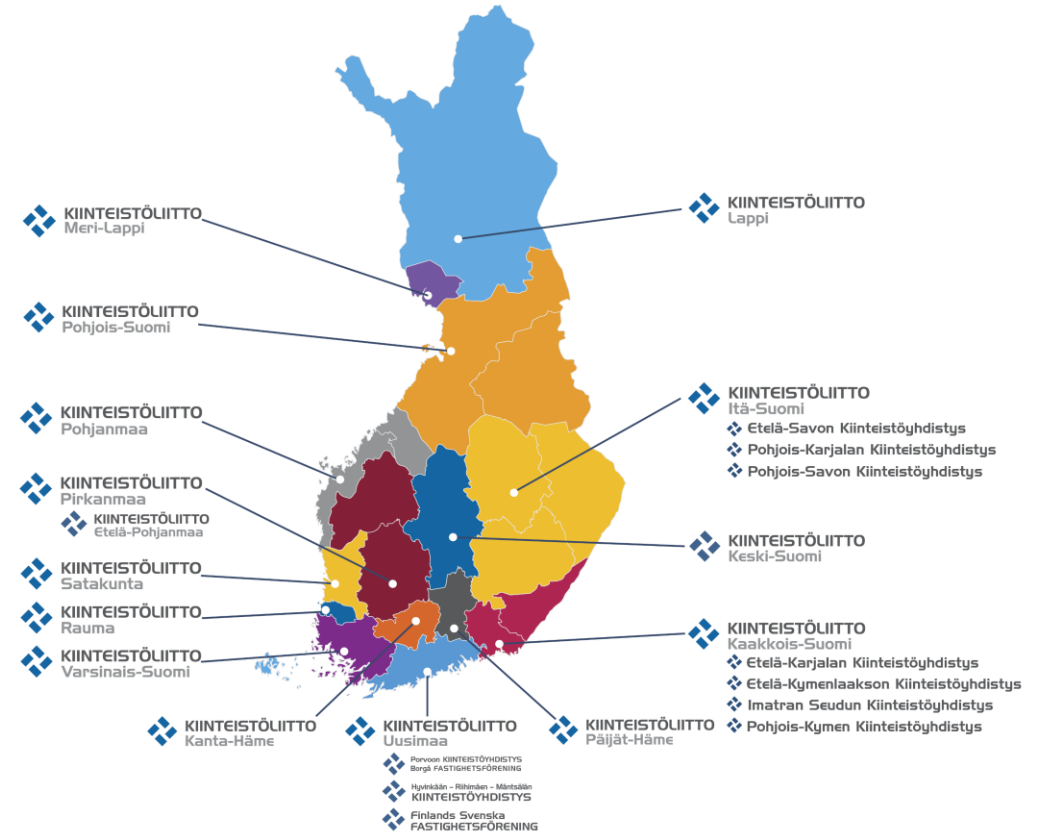 KIINTEISTÖLIITTO
Meri-Lappi
KIINTEISTÖLIITTO
Pohjois-Suomi
KIINTEISTÖLIITTO
Pohjanmaa
KIINTEISTÖLIITTO
Pirkanmaa
KIINTEISTÖLIITTO
Etelä-Pohjanmaa
KIINTEISTÖLIITTO
Satakunta
KIINTEISTÖLIITTO
Rauma
KIINTEISTÖLIITTO
Varsinais-Suomi
KIINTEISTÖLIITTO
Kanta-Häme
KIINTEISTÖLIITTO
Uusimaa
Porvoon KIINTEISTÖYHDISTYS
Borgå FASTIGHETSFÖRENING
Hyvinkään - Riihimäen - Mäntsälän
KIINTEISTÖYHDISTYS
Finlands Svenska
FASTIGHETSFÖRENING
KIINTEISTÖLIITTO
Päijät-Häme
KIINTEISTÖLIITTO
Lappi
KIINTEISTÖLIITTO
Itä-Suomi
Etelä-Savon Kiinteistöyhdistys
Pohjois-Karjalan Kiinteistöyhdistys
Pohjois-Savon Kiinteistöyhdistys
KIINTEISTÖLIITTO
Keski-Suomi
KIINTEISTÖLIITTO
Kaakkois-Suomi
Etelä-Karjalan Kiinteistöyhdistys
Etelä-Kymenlaakson Kiinteistöyhdistys
Imatran Seudun Kiinteistöyhdistys
Pohjois-Kymen Kiinteistöyhdistys